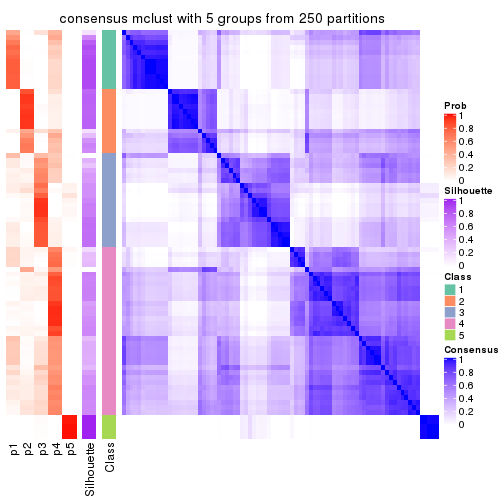 consensus mclust with 5 groups from 250 partitions
Prob
1
0.8
0.6
0.4
0.2
0
Silhouette
1
0.8
0.6
0.4
0.2
0
Class
1
2
3
4
5
Consensus
1
0.8
0.6
0.4
0.2
0
p1
p2
p3
p4
p5
Silhouette
Class